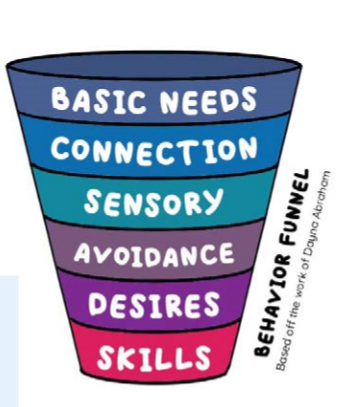 BASIC NEEDS
CONNECTION
SENSORY
AVOIDANCE
DESIRES
SKILLS
BEHAVIOR FUNNEL
Based off the work of Dayna Abraham